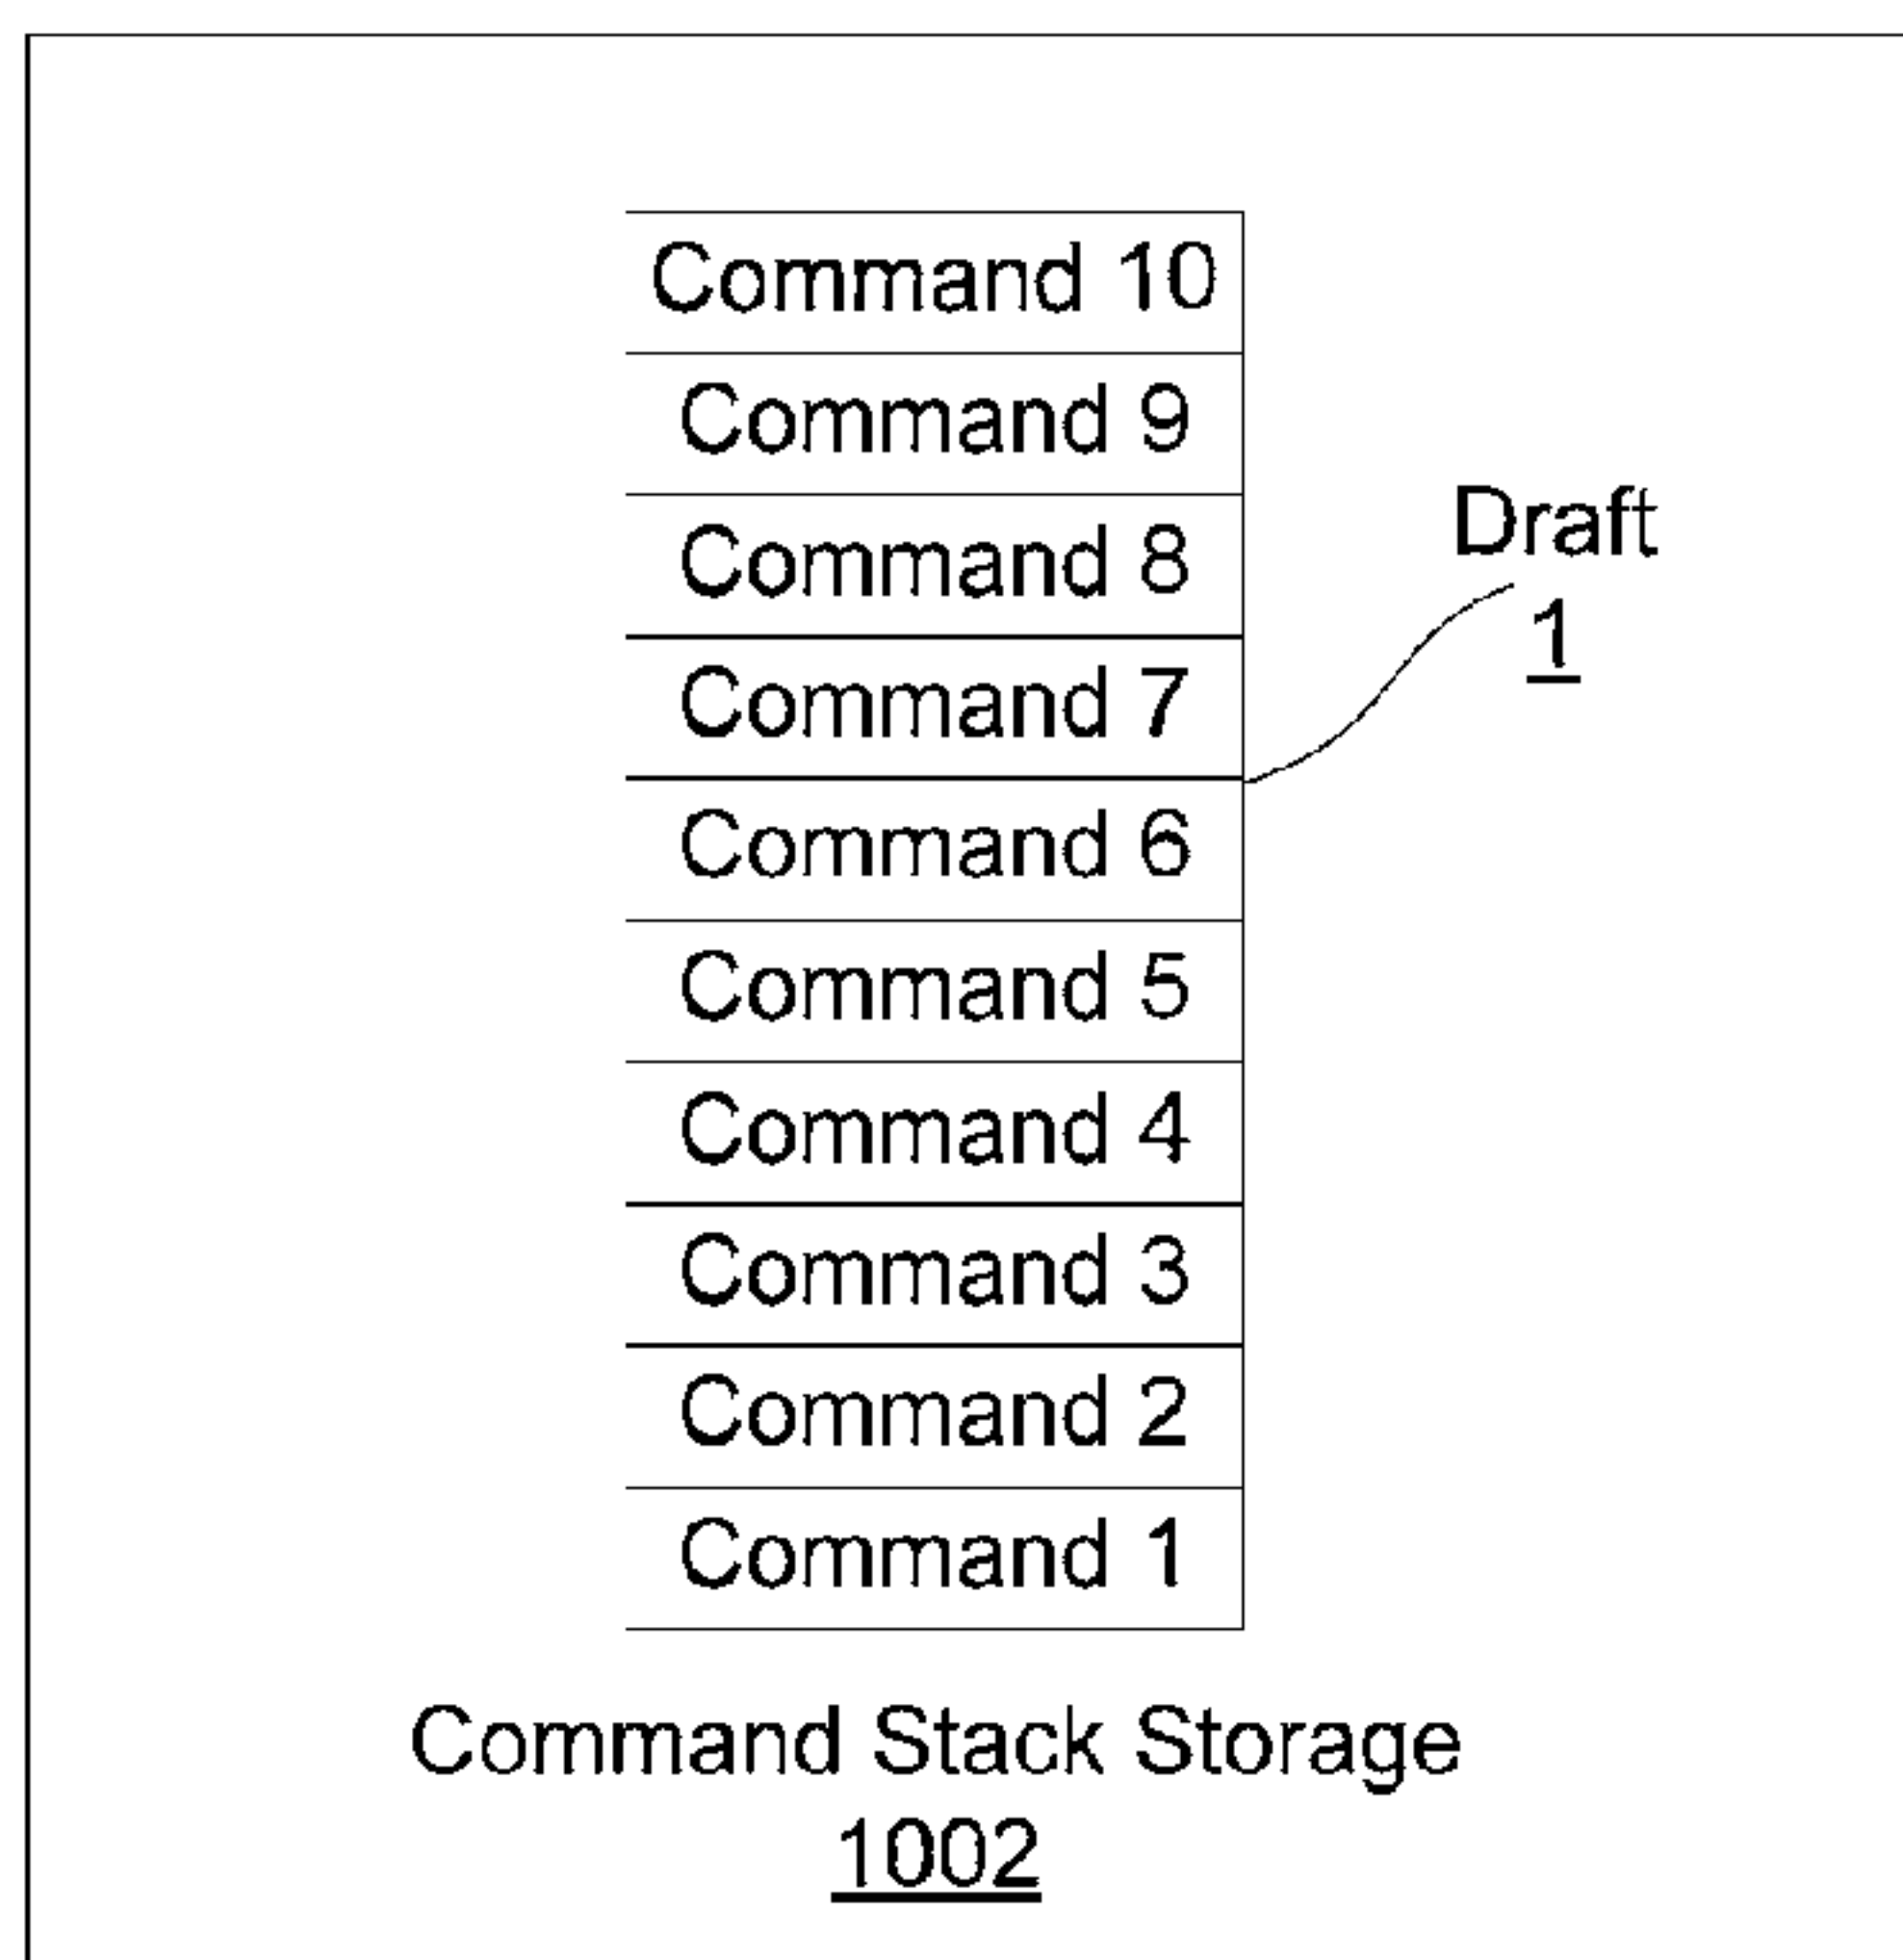 Command 10
Command 9
Command 8
Draft
1
Command 7
Command 6
Command 5
Command 4
Command 3
Command 2
Command 1
Command Stack Storage
1002